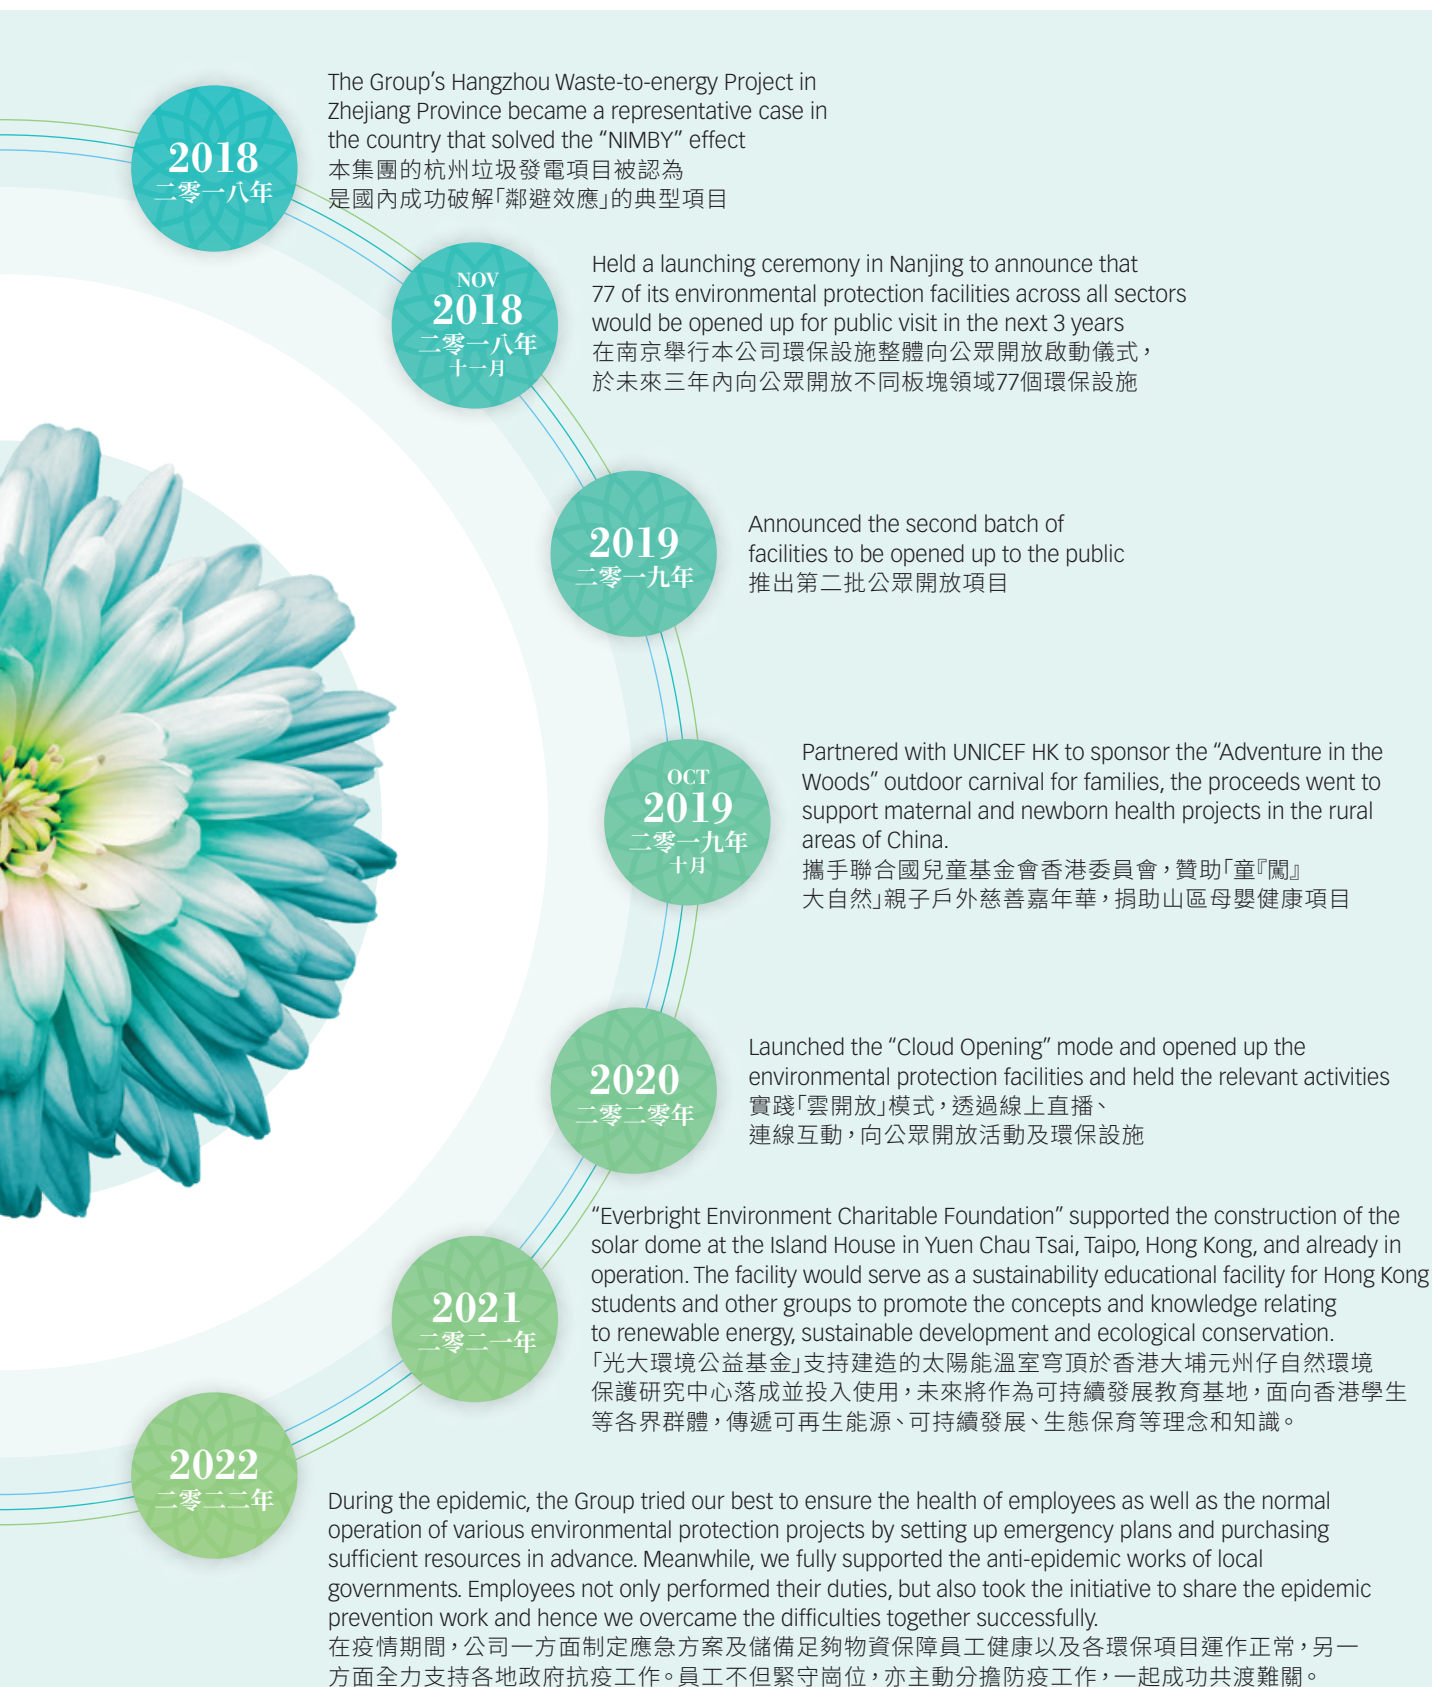 2018
二零一八年
The Group’s Hangzhou Waste-to-energy Project in
Zhejiang Province became a representative case in
the country that solved the “NIMBY” effect
本集團的杭州垃圾發電項目被認為
是國內成功破解「鄰避效應」的典型項目
NOV
2018
二零一八年
十一月
Held a launching ceremony in Nanjing to announce that
77 of its environmental protection facilities across all sectors
would be opened up for public visit in the next 3 years
在南京舉行本公司環保設施整體向公眾開放啟動儀式，
於未來三年內向公眾開放不同板塊領域77個環保設施
2019
二零一九年
Announced the second batch of
facilities to be opened up to the public
推出第二批公眾開放項目
OCT
2019
二零一九年
十月
Partnered with UNICEF HK to sponsor the “Adventure in the
Woods” outdoor carnival for families, the proceeds went to
support maternal and newborn health projects in the rural
areas of China.
攜手聯合國兒童基金會香港委員會，贊助「童『闖』
大自然」親子戶外慈善嘉年華，捐助山區母嬰健康項目
2020
二零二零年
Launched the “Cloud Opening” mode and opened up the
environmental protection facilities and held the relevant activities
實踐「雲開放」模式，透過線上直播、
連線互動，向公眾開放活動及環保設施
2021
二零二一年
“Everbright Environment Charitable Foundation” supported the construction of the
solar dome at the Island House in Yuen Chau Tsai, Taipo, Hong Kong, and already in
operation. The facility would serve as a sustainability educational facility for Hong Kong
students and other groups to promote the concepts and knowledge relating
to renewable energy, sustainable development and ecological conservation.
「光大環境公益基金」支持建造的太陽能溫室穹頂於香港大埔元州仔自然環境
保護研究中心落成並投入使用，未來將作為可持續發展教育基地，面向香港學生
等各界群體，傳遞可再生能源、可持續發展、生態保育等理念和知識。
2022
二零二二年
During the epidemic, the Group tried our best to ensure the health of employees as well as the normal
operation of various environmental protection projects by setting up emergency plans and purchasing
sufficient resources in advance. Meanwhile, we fully supported the anti-epidemic works of local
governments. Employees not only performed their duties, but also took the initiative to share the epidemic
prevention work and hence we overcame the difficulties together successfully.
在疫情期間，公司一方面制定應急方案及儲備足夠物資保障員工健康以及各環保項目運作正常，另一
方面全力支持各地政府抗疫工作。員工不但緊守崗位，亦主動分擔防疫工作，一起成功共渡難關。